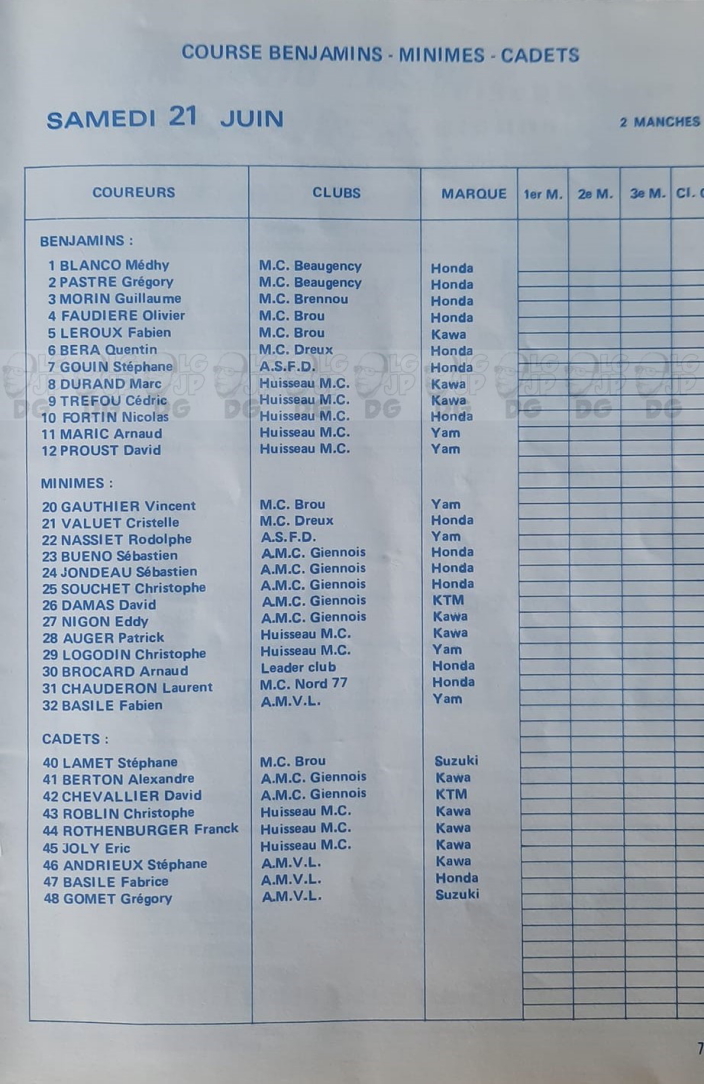 COURSE BENJAMINS - MINIMES - CADETS
SAMEDI 21 JUIN
2 MANCHES
COUREURS CLUBS MARQUE 1er M. 2e M. 3e M. Cl.
BENJAMINS :
1 BLANCO Médhy M.C. Beaugency Honda
2 PASTRE Grégory M.C. Beaugency Honda
3 MORIN Guillaume M.C. Brennou Honda
4 FAUDIERE Olivier M.C. Brou Honda
5 LEROUX Fabien M.C. Brou Kawa
6 BERA Quentin M.C. Dreux Honda
7 GOUIN Stéphane A.S.F.D. Honda
8 DURAND Marc Huisseau M.C. Kawa
9 TREFOU Cédric Huisseau M.C. Kawa
10 FORTIN Nicolas Huisseau M.C. Honda
11 MARIC Arnaud Huisseau M.C. Yam
12 PROUST David Huisseau M.C. Yam
MINIMES :
20 GAUTHIER Vincent M.C. Brou Yam
21 VALUET Cristelle M.C. Dreux Honda
22 NASSIET Rodolphe A.S.F.D. Yam
23 BUENO Sébastien A.M.C. Giennois Honda
24 JONDEAU Sébastien A.M.C. Giennois Honda
25 SOUCHET Christophe A.M.C. Giennois Honda
26 DAMAS David A.M.C. Giennois KTM
27 NIGON Eddy A.M.C. Giennois Kawa
28 AUGER Patrick Huisseau M.C. Kawa
29 LOGODIN Christophe Huisseau M.C. Yam
30 BROCARD Arnaud Leader club Honda
31 CHAUDERON Laurent M.C. Nord 77 Honda
32 BASILE Fabien A.M.V.L. Yam
CADETS :
40 LAMET Stéphane M.C. Brou Suzuki
41 BERTON Alexandre A.M.C. Giennois Kawa
42 CHEVALLIER David A.M.C. Giennois KTM
43 ROBLIN Christophe Huisseau M.C. Kawa
44 ROTHENBURGER Franck Huisseau M.C. Kawa
45 JOLY Eric Huisseau M.C. Kawa
46 ANDRIEUX Stéphane A.M.V.L. Kawa
47 BASILE Fabrice A.M.V.L. Honda
48 GOMET Grégory A.M.V.L. Suzuki
7